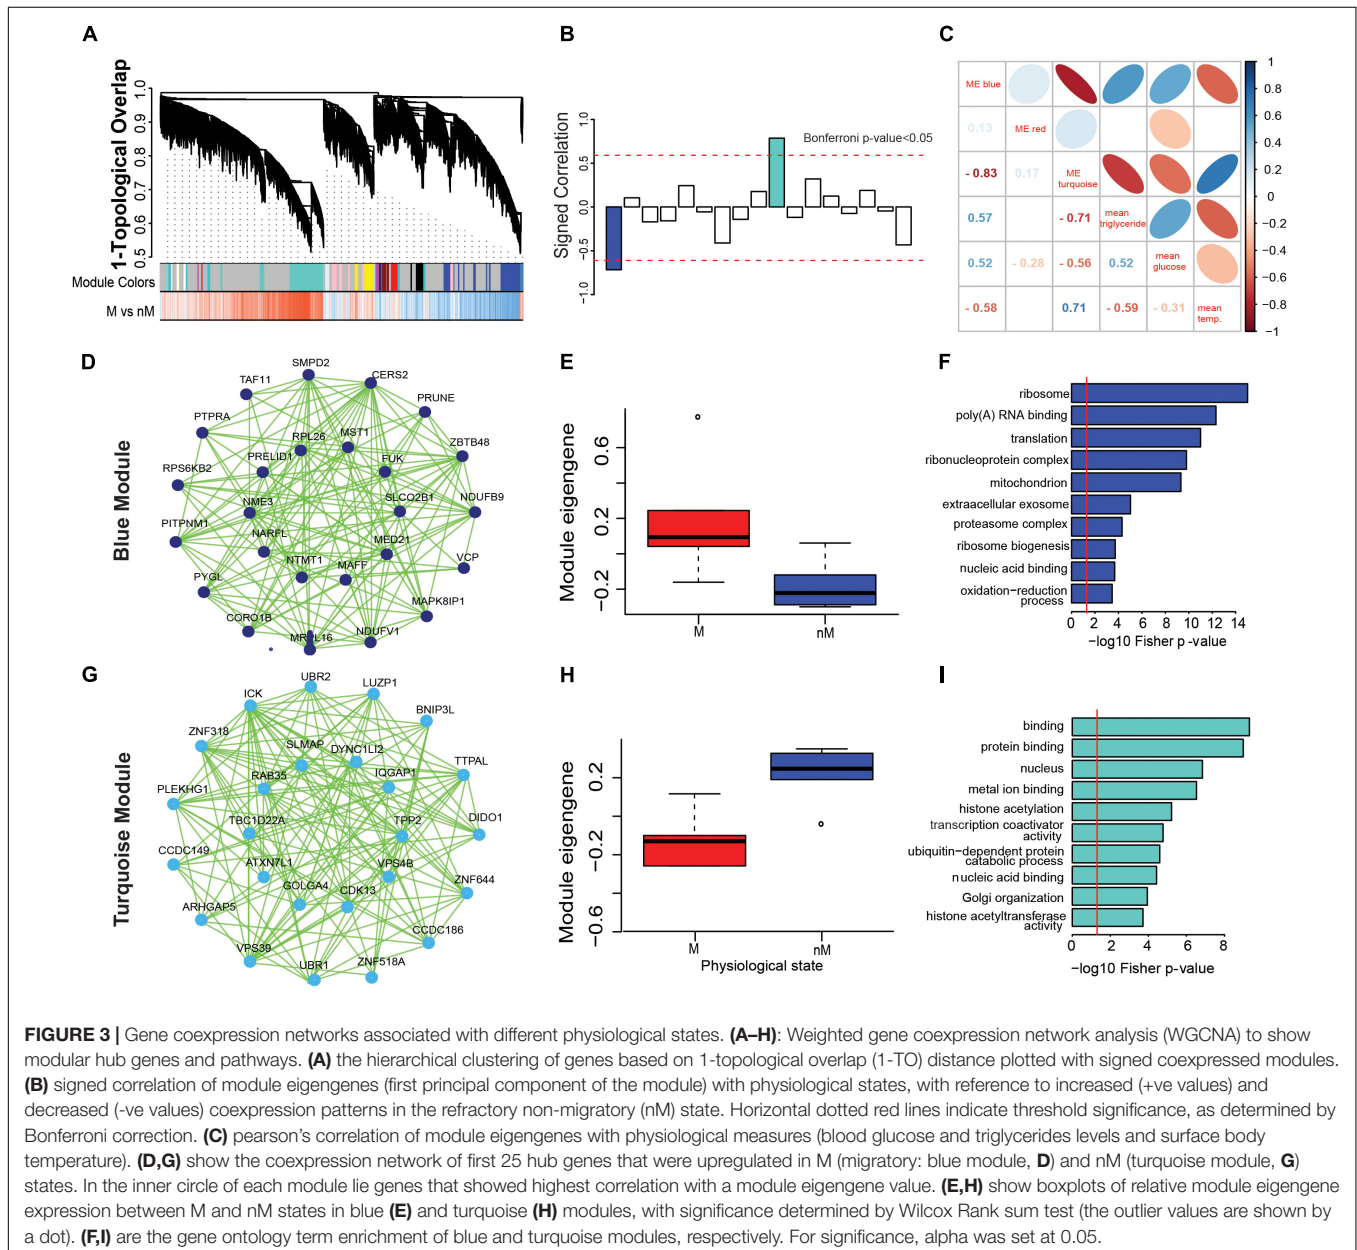 A
1-Topological Overlap
1.0
0.9
0.8
0.7
0.6
0.5
Module Colors
M vs nM
B
Signed Correlation
1.0
0.5
0.0
−0.5
−1.0
Bonferroni p-value<0.05
C
ME blue
0.13 ME red
- 0.83 0.17 ME turquoise
0.57 - 0.71 mean triglyceride
0.52 - 0.28 - 0.56 0.52 mean glucose
- 0.58 0.71 - 0.59 - 0.31 mean temp.
1
0.8
0.6
0.4
0.2
0
−0.2
−0.4
−0.6
−0.8
−1
D
Blue Module
SMPD2
TAF11
CERS2
PRUNE
PTPRA
RPL26
MST1
ZBTB48
PRELID1
FUK
RPS6KB2
NME3
SLCO2B1
NDUFB9
PITPNM1
NARFL
MED21
NTMT1
MAFF
VCP
PYGL
MAPK8IP1
CORO1B
MRPL16
NDUFV1
E
Module eigengene
0.6
0.2
−0.2
M
nM
F
ribosome
poly(A) RNA binding
translation
ribonucleoprotein complex
mitochondrion
extraacellular exosome
proteasome complex
ribosome biogenesis
nucleic acid binding
oxidation−reduction
process
0 2 4 6 8 10 12 14
−log10 Fisher p -value
G
Turquoise Module
UBR2
ICK
LUZP1
BNIP3L
ZNF318
SLMAP
DYNC1LI2
TTPAL
RAB35
IQGAP1
PLEKHG1
TBC1D22A
TPP2
DIDO1
CCDC149
ATXN7L1
VPS4B
GOLGA4
CDK13
ZNF644
ARHGAP5
CCDC186
VPS39
UBR1
ZNF518A
H
Module eigengene
0.2
−0.2
−0.6
M
nM
Physiological state
I
binding
protein binding
nucleus
metal ion binding
histone acetylation
transcription coactivator
activity
ubiquitin−dependent protein
catabolic process
nucleic acid binding
Golgi organization
histone acetyltransferase
activity
0 2 4 6 8
−log10 Fisher p-value
FIGURE 3 | Gene coexpression networks associated with different physiological states. (A–H): Weighted gene coexpression network analysis (WGCNA) to show
modular hub genes and pathways. (A) the hierarchical clustering of genes based on 1-topological overlap (1-TO) distance plotted with signed coexpressed modules.
(B) signed correlation of module eigengenes (first principal component of the module) with physiological states, with reference to increased (+ve values) and
decreased (-ve values) coexpression patterns in the refractory non-migratory (nM) state. Horizontal dotted red lines indicate threshold significance, as determined by
Bonferroni correction. (C) pearson's correlation of module eigengenes with physiological measures (blood glucose and triglycerides levels and surface body
temperature). (D,G) show the coexpression network of first 25 hub genes that were upregulated in M (migratory: blue module, D) and nM (turquoise module, G)
states. In the inner circle of each module lie genes that showed highest correlation with a module eigengene value. (E,H) show boxplots of relative module eigengene
expression between M and nM states in blue (E) and turquoise (H) modules, with significance determined by Wilcox Rank sum test (the outlier values are shown by
a dot). (F,I) are the gene ontology term enrichment of blue and turquoise modules, respectively. For significance, alpha was set at 0.05.